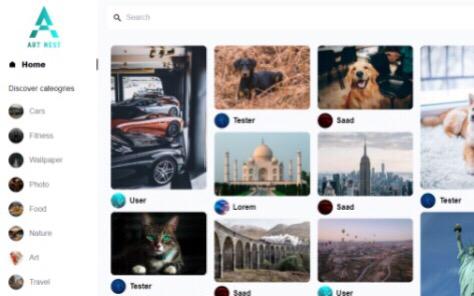 ART NEST
Home
Discover cateogries
Cars
Fitness
Wallpaper
Photo
Food
Nature
Art
Travel
Search
User
Tester
Tester
Lorem
Saad
Saad
Saad
User
Tester